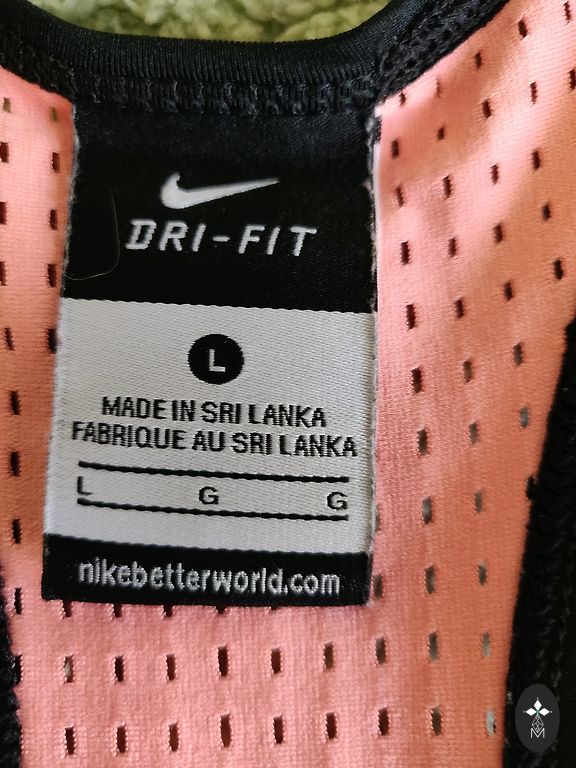 DRI-FIT
L
MADE IN SRI LANKA
FABRIQUE AU SRI LANKA
L G G
nikebetterworld.com